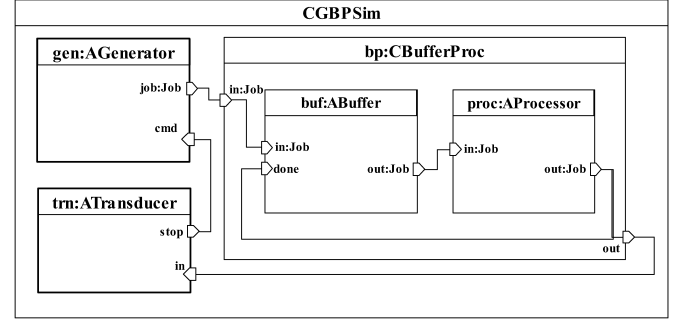 CGBPSim
gen:AGenerator
job:Job
cmd
trn:ATransducer
stop
in
bp:CBufferProc
in:Job
buf:ABuffer
in:Job
done
out:Job
proc:AProcessor
in:Job
out:Job
out